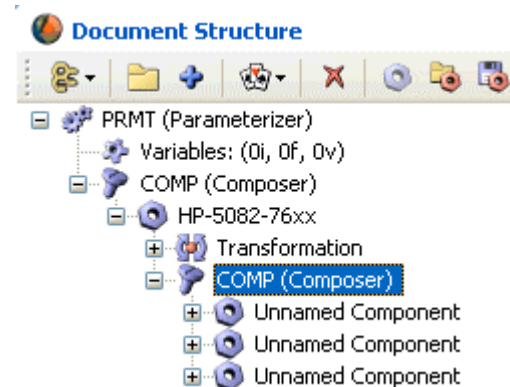 Document Structure
PRMT (Parameterizer)
Variables: (0i, 0f, 0v)
COMP (Composer)
HP-5082-76xx
Transformation
COMP (Composer)
Unnamed Component
Unnamed Component
Unnamed Component